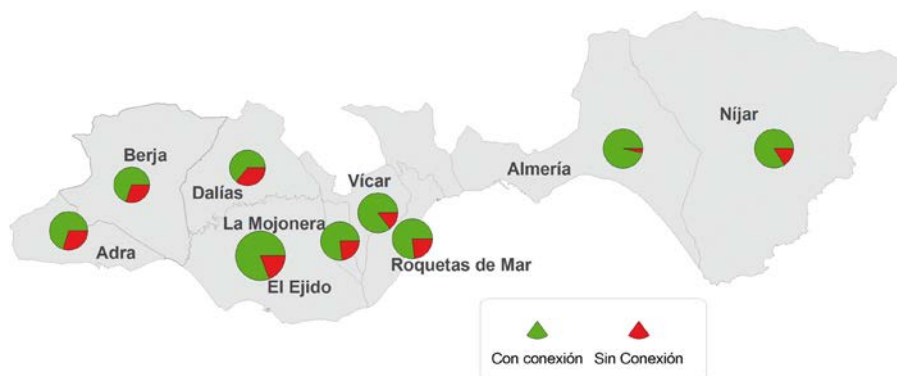 Níjar
Berja
Vícar
Almería
Dalías
La Mojonera
Adra
Roquetas de Mar
El Ejido
Con conexión
Sin Conexión